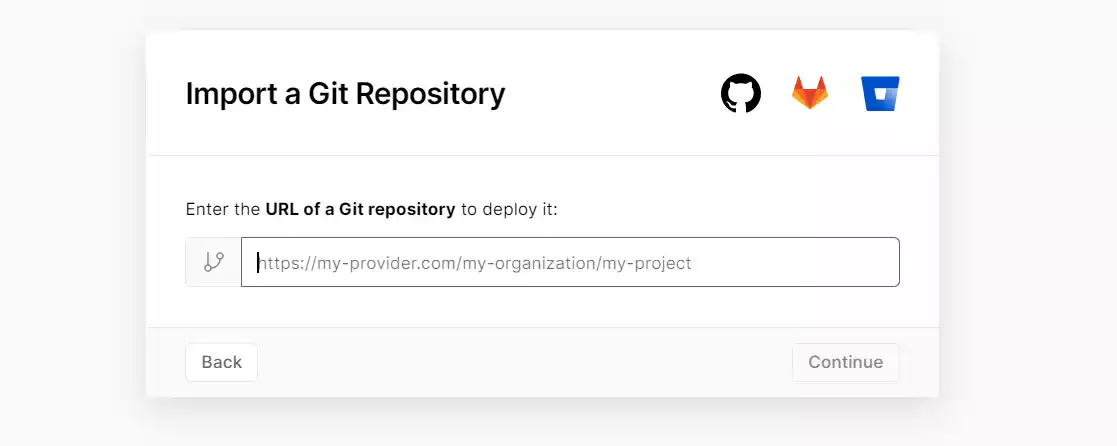 Import a Git Repository
Enter the URL of a Git repository to deploy it:
https://my-provider.com/my-organization/my-project
Back
Continue